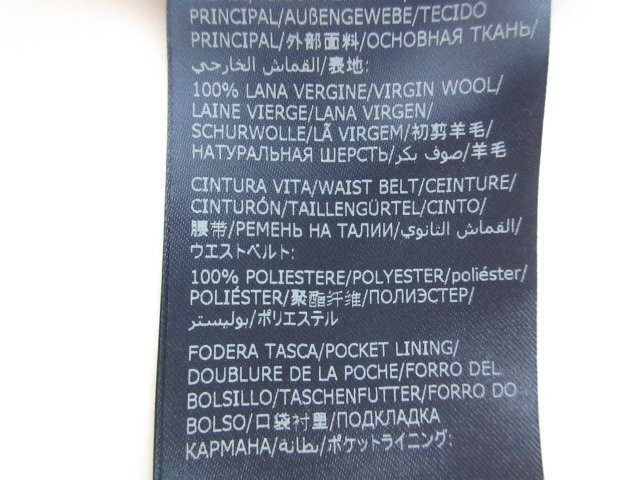 PRINCIPAL/AUßENGEWEBE/TECIDO
PRINCIPAL/外部面料/ОСНОВНАЯ ТКАНЬ/
القماش الخارجي/表地:
100% LANA VERGINE/VIRGIN WOOL/
LAINE VIERGE/LANA VIRGEN/
SCHURWOLLE/LÃ VIRGEM/初剪羊毛/
НАТУРАЛЬНАЯ ШЕРСТЬ/صوف بكر/羊毛
CINTURA VITA/WAIST BELT/CEINTURE/
CINTURÓN/TAILLENGÜRTEL/CINTO/
腰带/РЕМЕНЬ НА ТАЛИИ/القماش الثانوي/
ウエストベルト:
100% POLIESTERE/POLYESTER/poliéster/
POLIÉSTER/聚酯纤维/ПОЛИЭСТЕР/
بوليستر/ポリエステル
FODERA TASCA/POCKET LINING/
DOUBLURE DE LA POCHE/FORRO DEL
BOLSILLO/TASCHENFUTTER/FORRO DO
BOLSO/口袋衬里/ПОДКЛАДКА
КАРМАНА/بطانة/ポケットライニング: